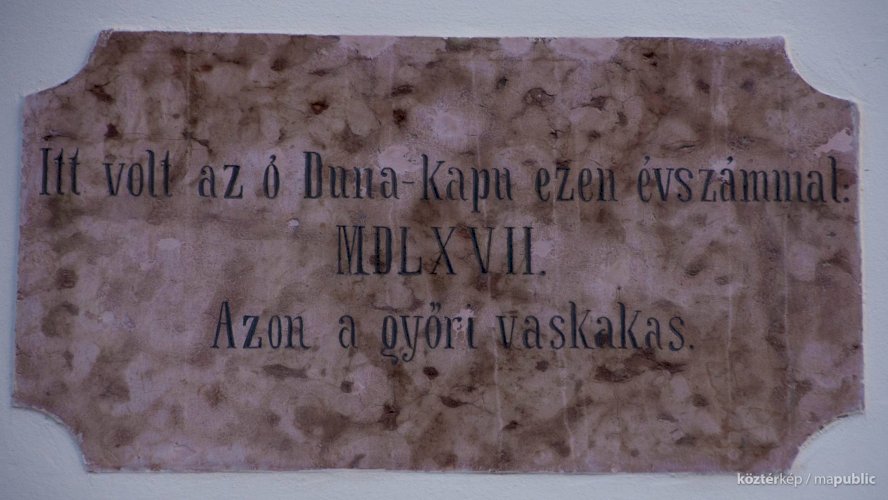 Itt volt az ó Duna-kapu ezen évszámmal:
MDLXVII.
Azon a győri vaskakas.
köztérkép / mapublic